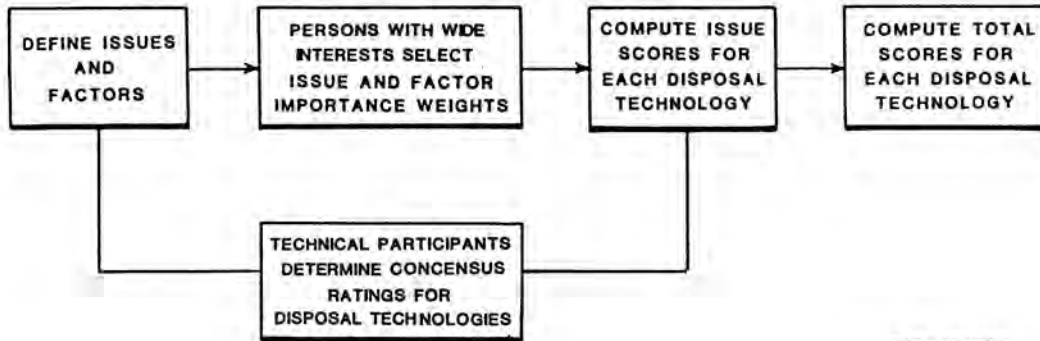 DEFINE ISSUES
AND
FACTORS
PERSONS WITH WIDE
INTERESTS SELECT
ISSUE AND FACTOR
IMPORTANCE WEIGHTS
COMPUTE ISSUE
SCORES FOR
EACH DISPOSAL
TECHNOLOGY
COMPUTE TOTAL
SCORES FOR
EACH DISPOSAL
TECHNOLOGY
TECHNICAL PARTICIPANTS
DETERMINE CONCENSUS
RATINGS FOR
DISPOSAL TECHNOLOGIES